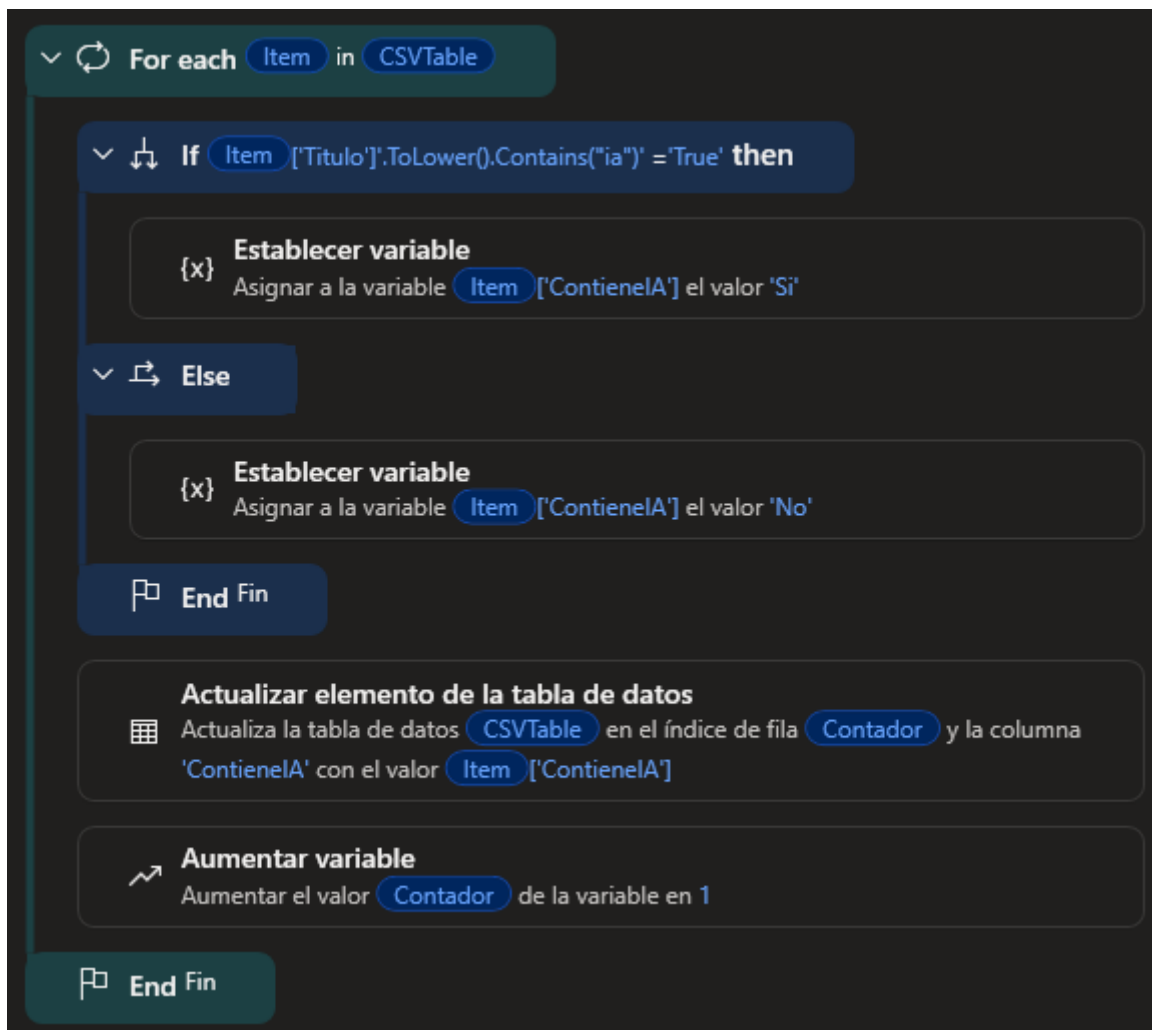 For each Item in CSVTable
If Item ['Titulo']'.ToLower().Contains("ia")' ='True' then
Establecer variable
{x}
Asignar a la variable Item ['ContieneIA'] el valor 'Si'
Else
Establecer variable
{x}
Asignar a la variable Item ['ContieneIA'] el valor 'No'
End Fin
Actualizar elemento de la tabla de datos
Actualiza la tabla de datos CSVTable en el índice de fila Contador y la columna
'ContieneIA' con el valor Item ['ContieneIA']
Aumentar variable
Aumentar el valor Contador de la variable en 1
End Fin